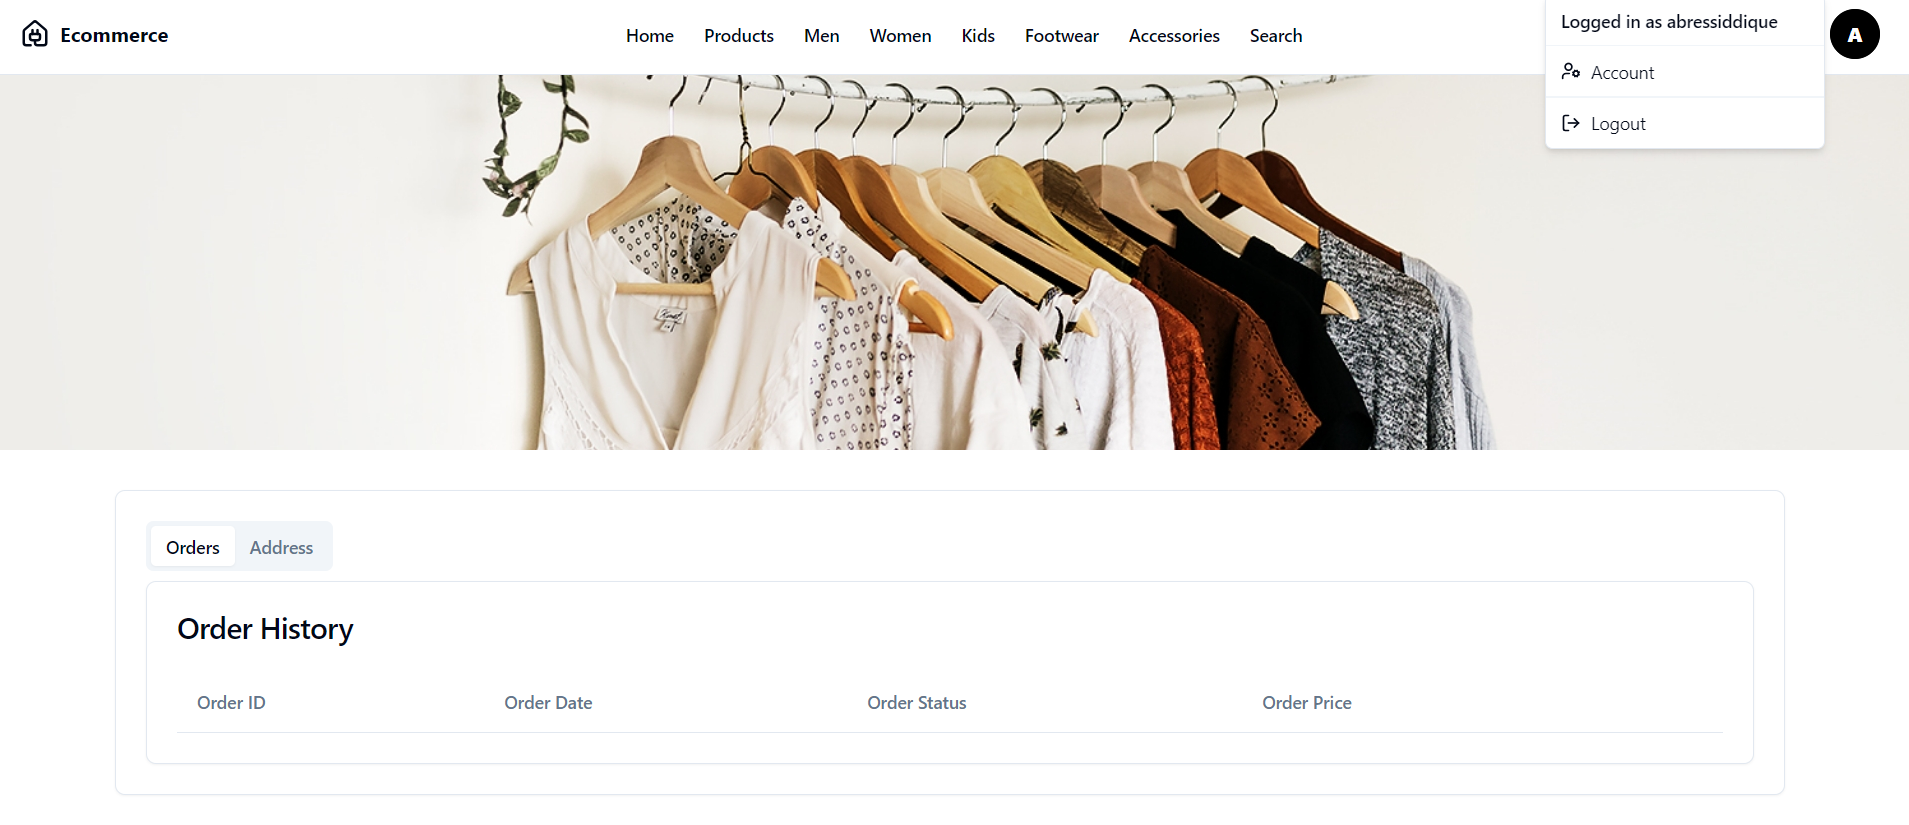 Ecommerce
Home Products Men Women Kids Footwear Accessories Search
Logged in as abressiddique
A
Account
Logout
Orders Address
Order History
Order ID Order Date Order Status Order Price